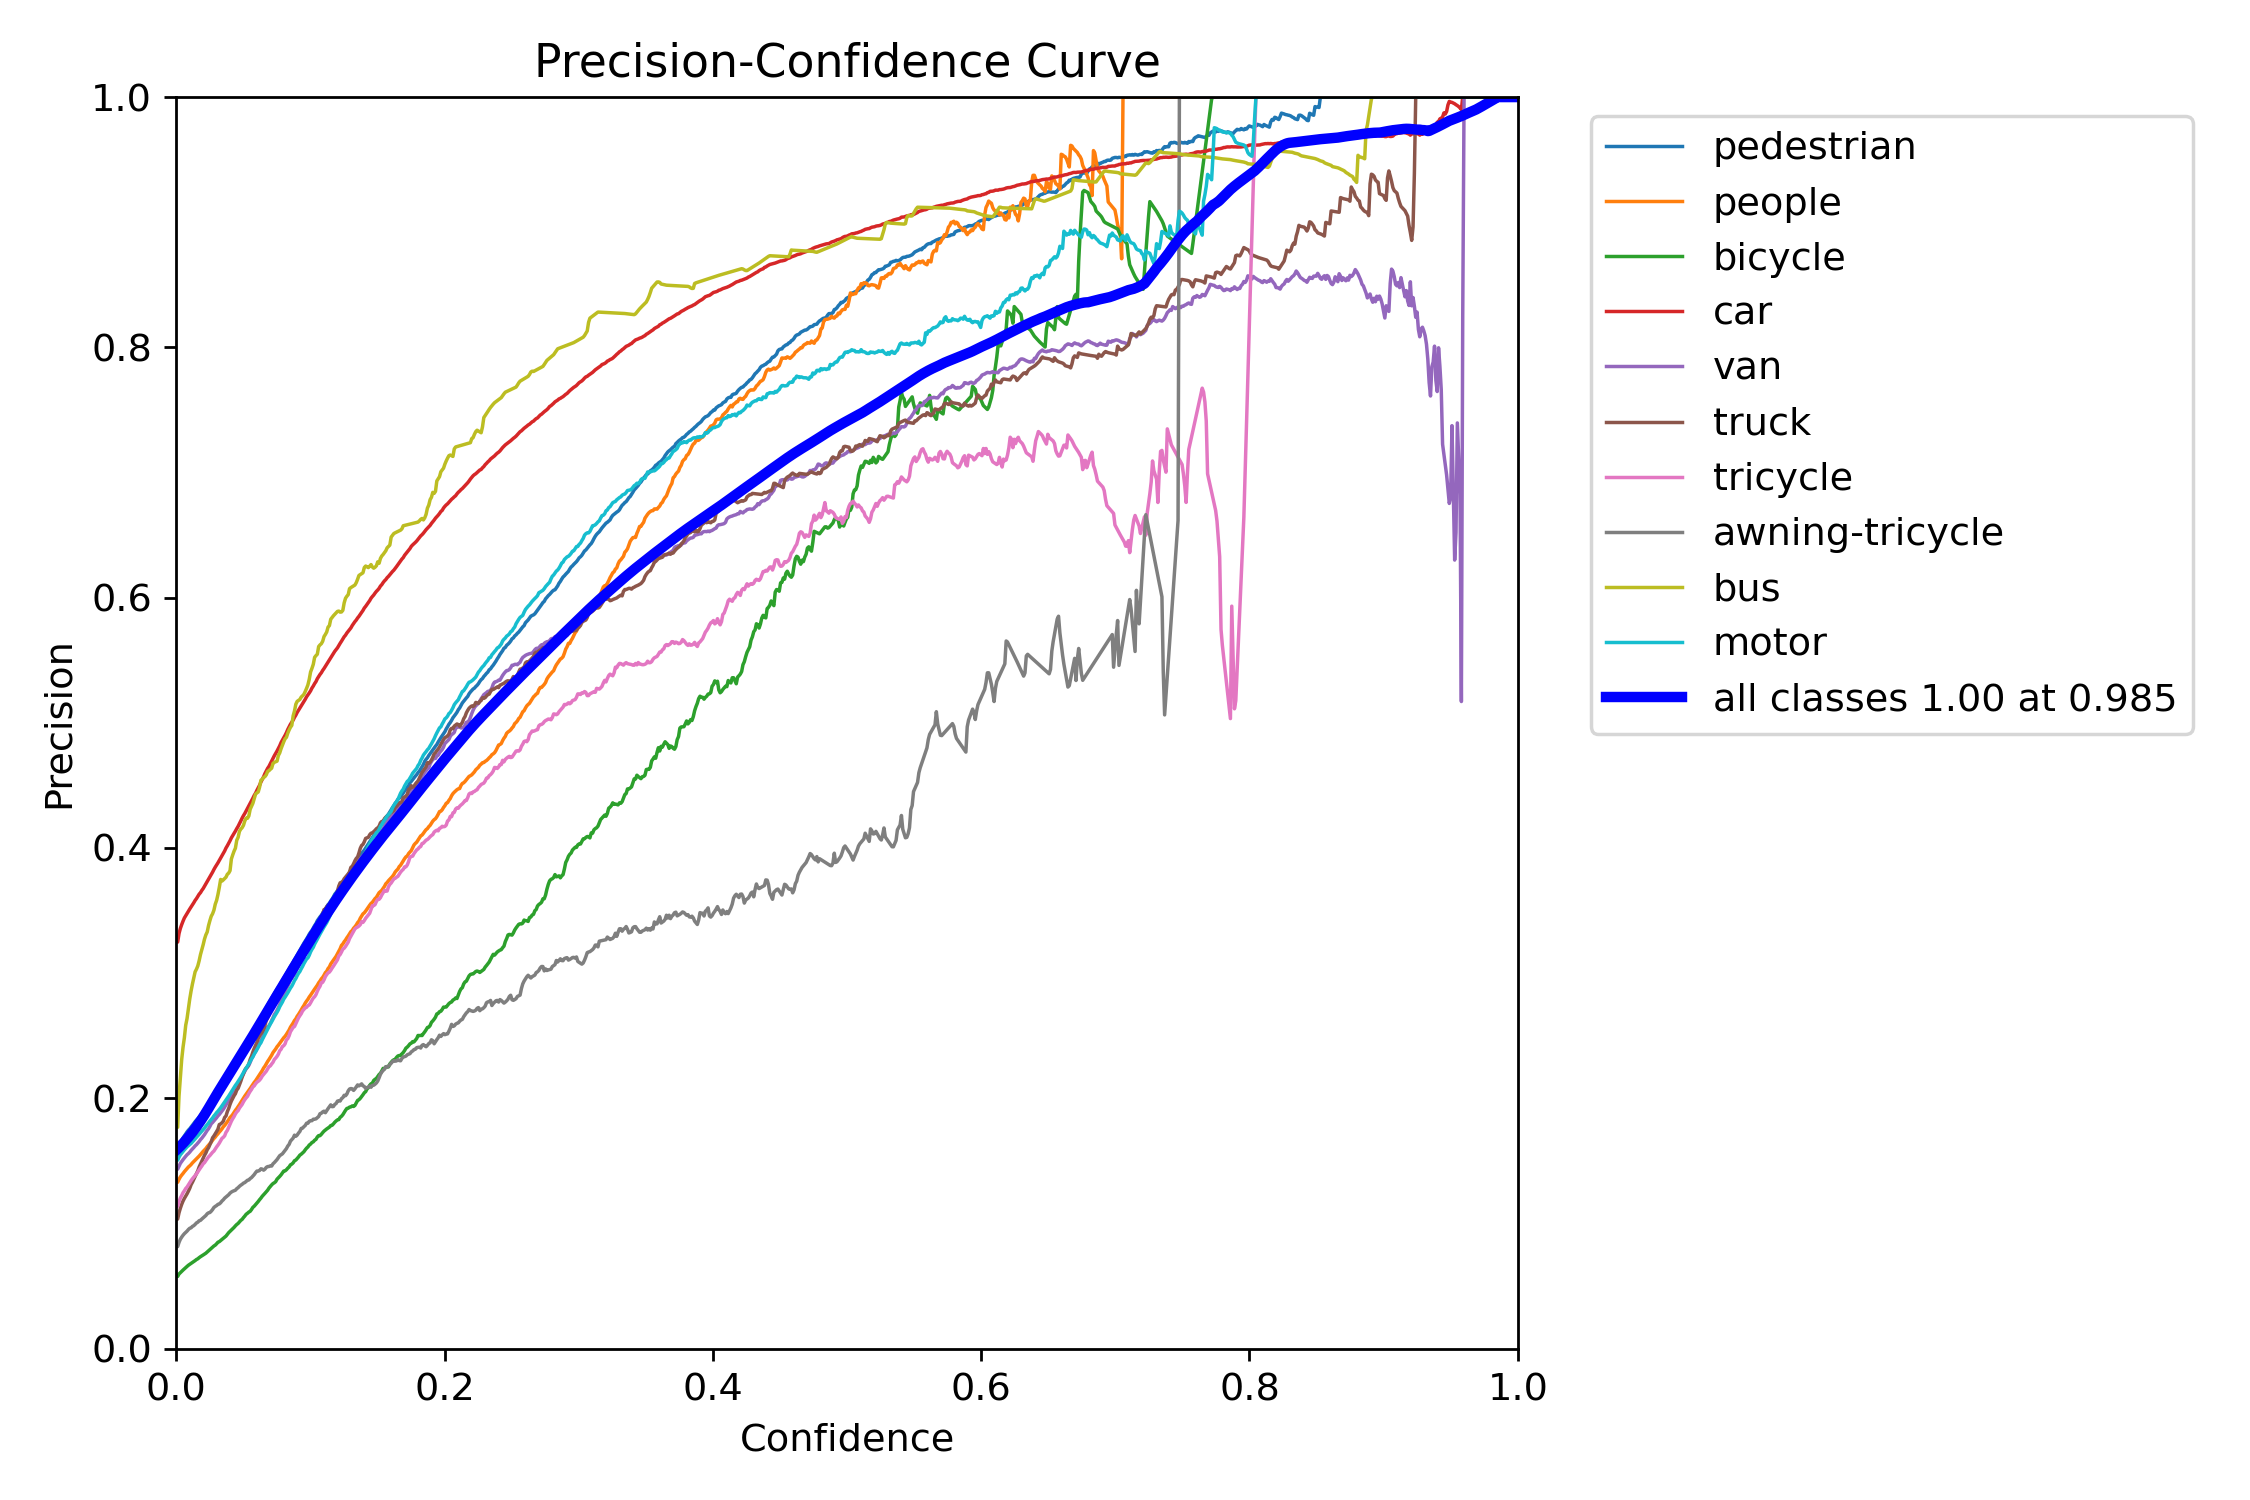 Precision-Confidence Curve
1.0
0.8
0.6
0.4
0.2
0.0
Precision
0.0 0.2 0.4 0.6 0.8 1.0
Confidence
pedestrian
people
bicycle
car
van
truck
tricycle
awning-tricycle
bus
motor
all classes 1.00 at 0.985